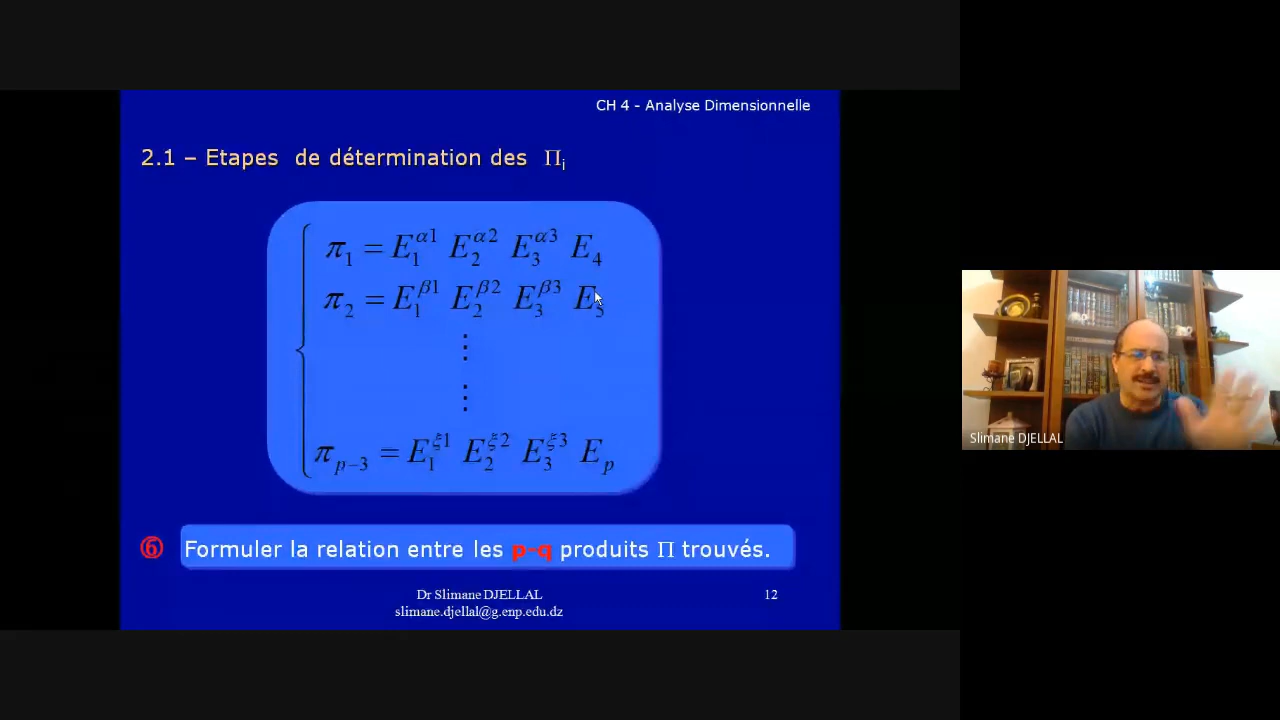 CH 4 - Analyse Dimensionnelle
2.1 – Etapes de détermination des Πi
π1 = E1^α1 E2^α2 E3^α3 E4
π2 = E1^β1 E2^β2 E3^β3 E5
⋮
⋮
πp−3 = E1^ξ1 E2^ξ2 E3^ξ3 Ep
⑥ Formuler la relation entre les p-q produits Π trouvés.
Dr Slimane DJELLAL
slimane.djellal@g.enp.edu.dz
12
Slimane DJELLAL